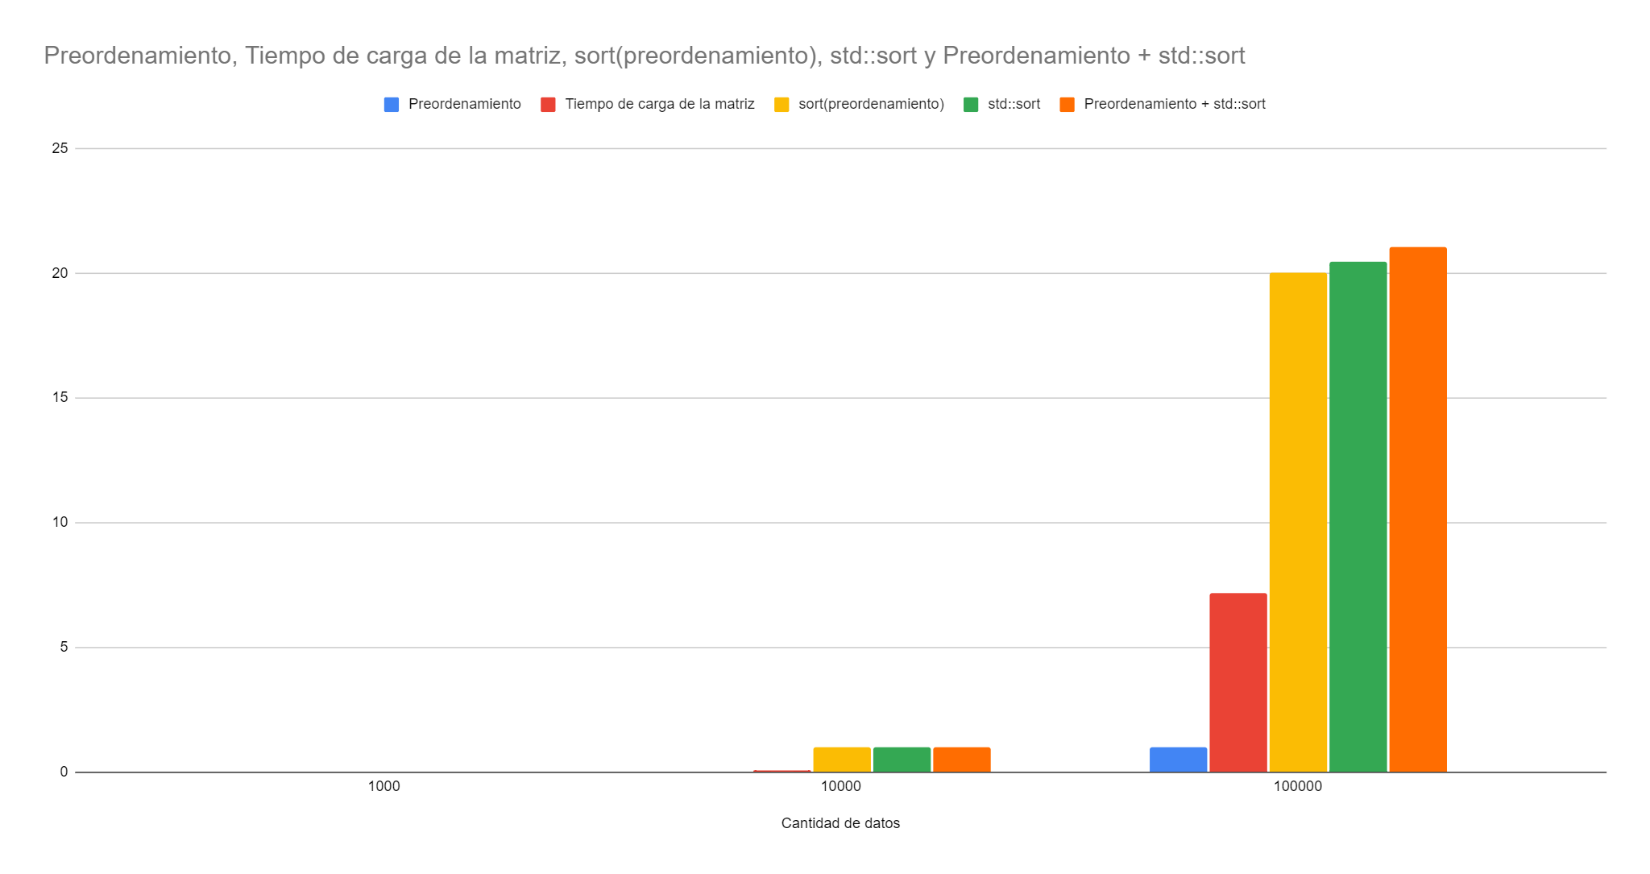 Preordenamiento, Tiempo de carga de la matriz, sort(preordenamiento), std::sort y Preordenamiento + std::sort
Preordenamiento Tiempo de carga de la matriz sort(preordenamiento) std::sort Preordenamiento + std::sort
25
20
15
10
5
0
1000 10000 100000
Cantidad de datos